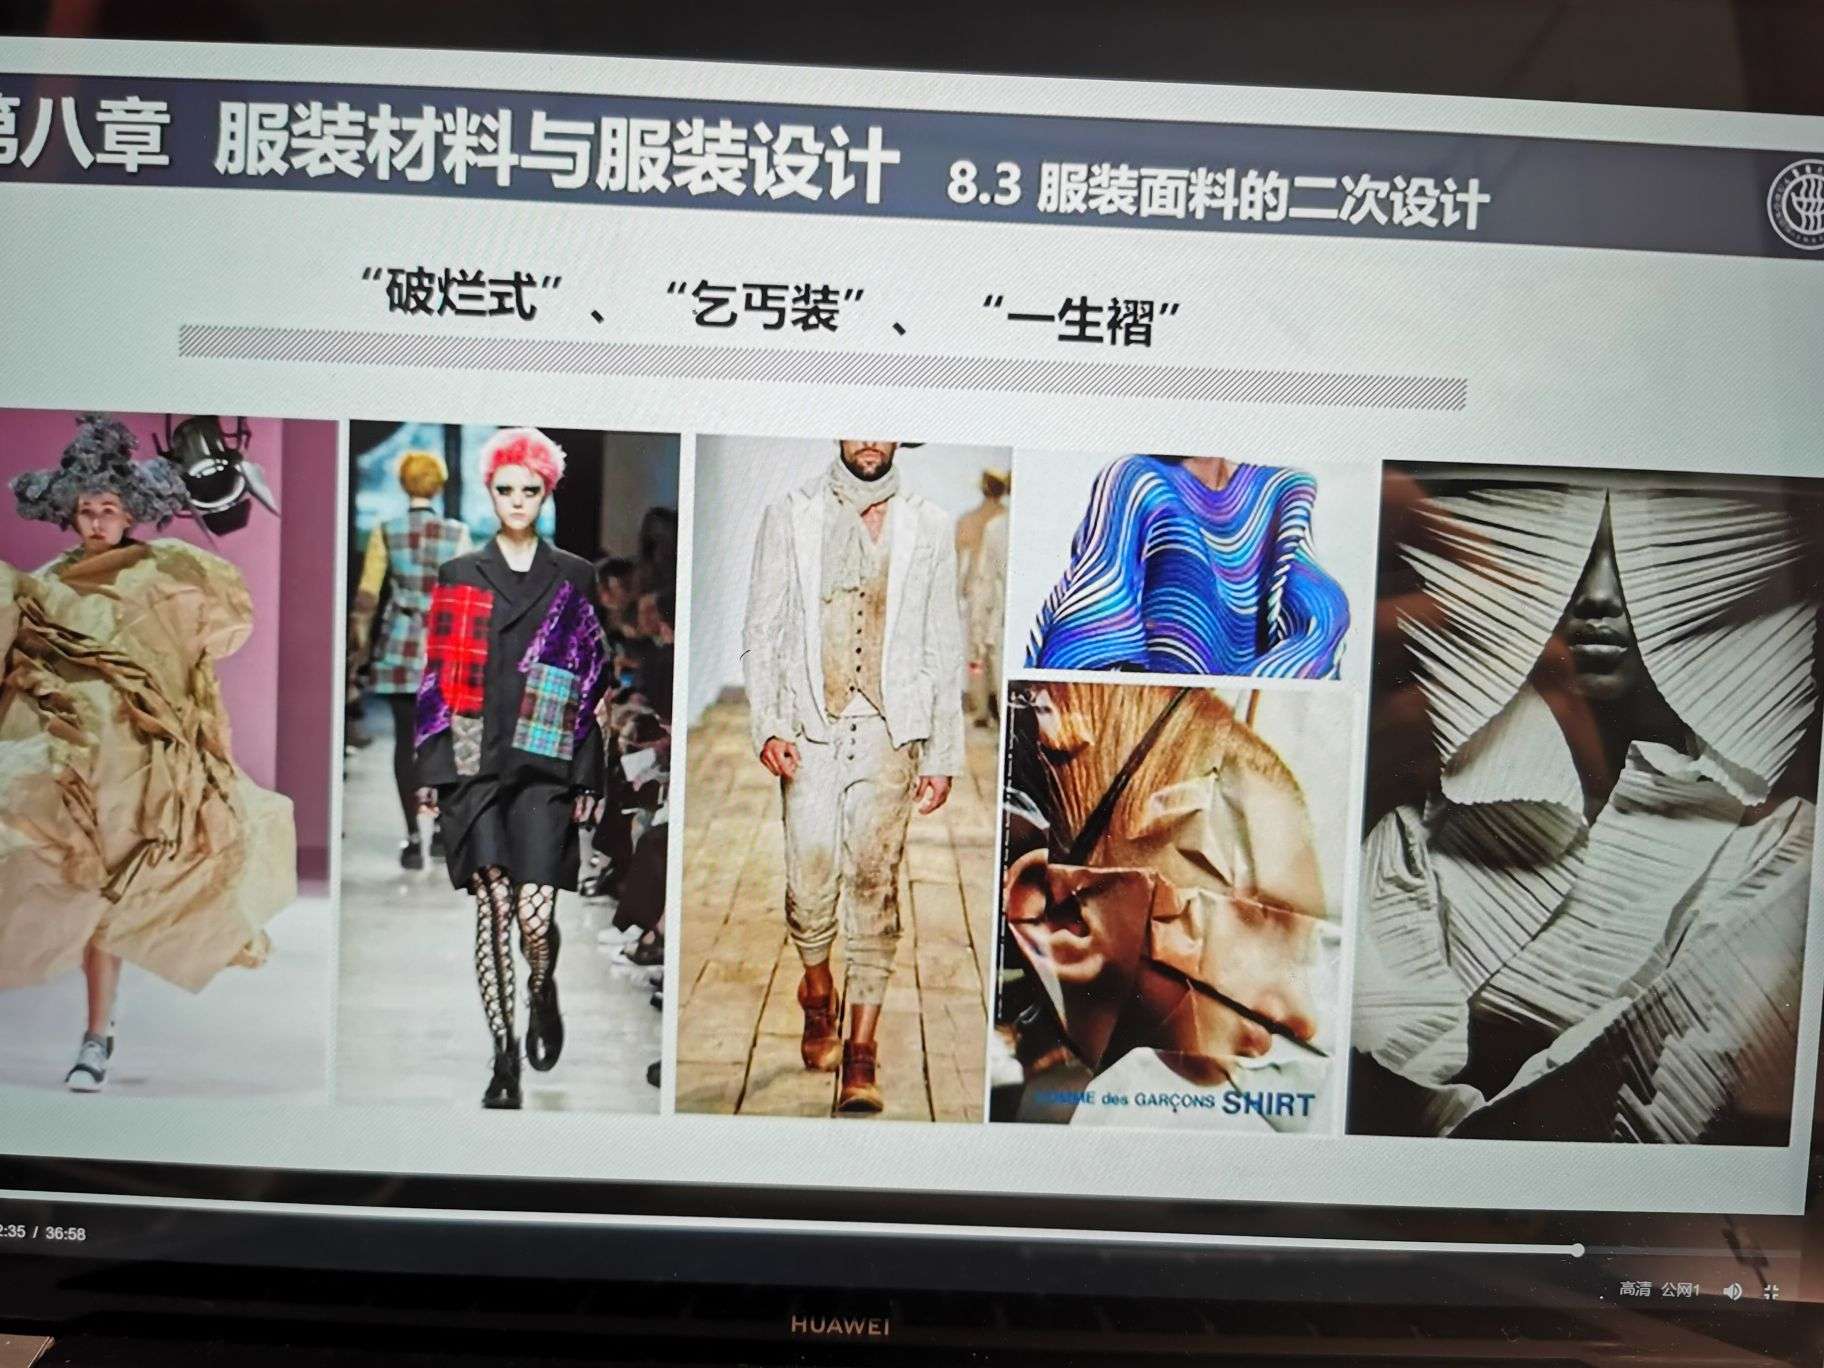 第八章 服装材料与服装设计 8.3 服装面料的二次设计
“破烂式”、“乞丐装”、“一生褶”
COMME des GARÇONS SHIRT
2:35 / 36:58
高清 公网1
HUAWEI